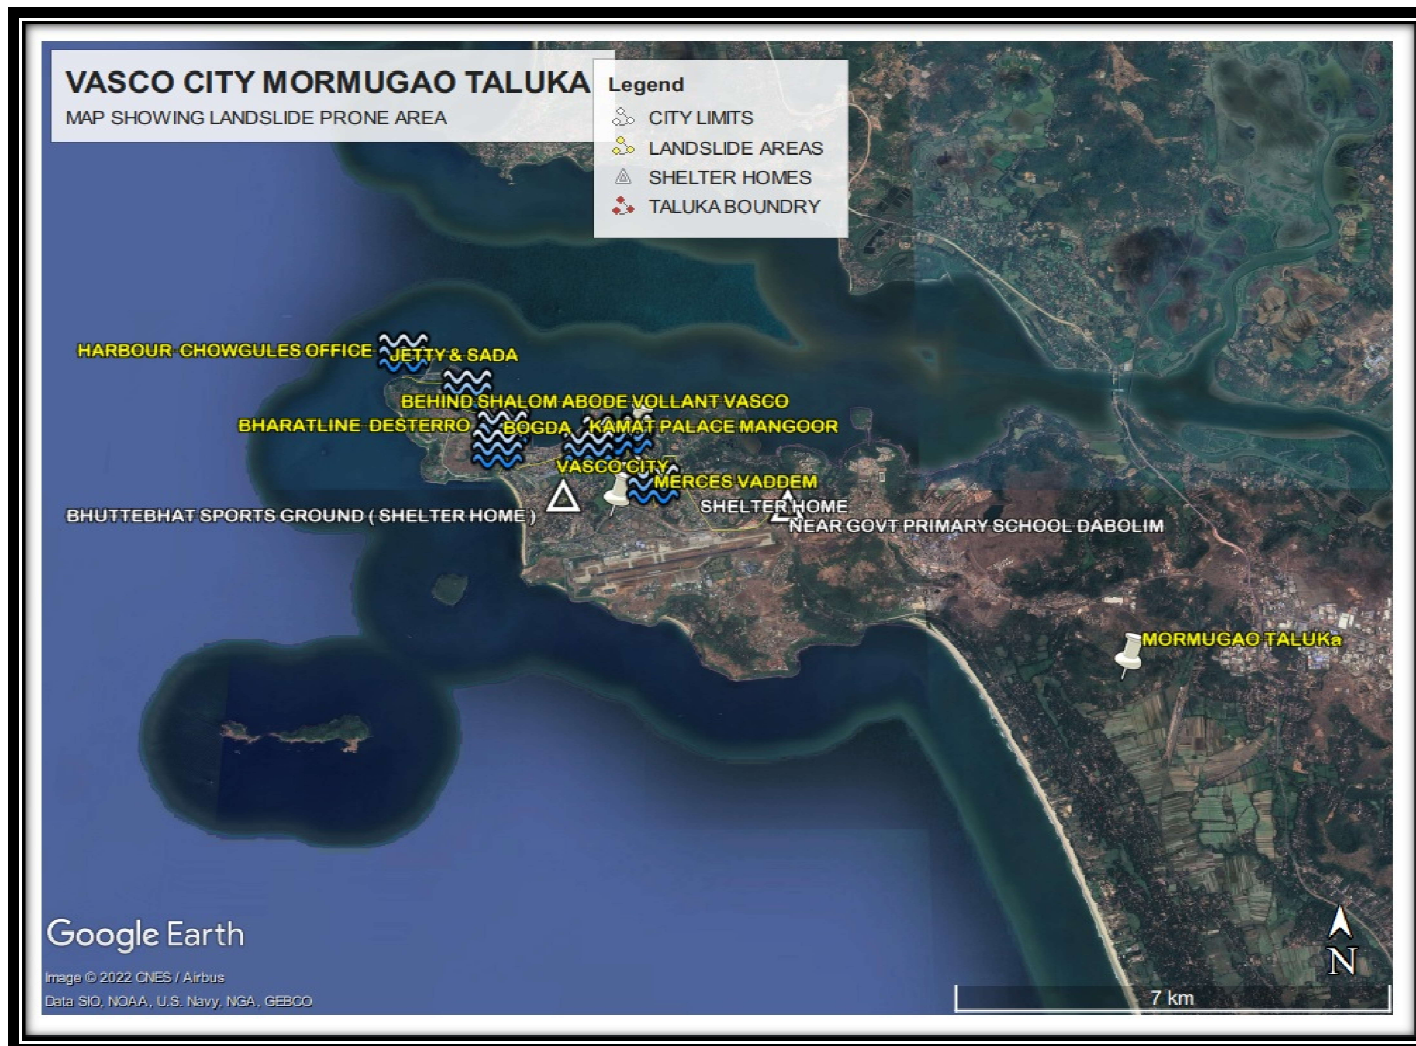 VASCO CITY MORMUGAO TALUKA
MAP SHOWING LANDSLIDE PRONE AREA
Legend
CITY LIMITS
LANDSLIDE AREAS
SHELTER HOMES
TALUKA BOUNDRY
HARBOUR CHOWGULES OFFICE
JETTY & SADA
BEHIND SHALOM ABODE VOLLANT VASCO
BHARATLINE DESTERRO
BOGDA
KAMAT PALACE MANGOOR
VASCO CITY
MERCES VADDEM
BHUTTEBHAT SPORTS GROUND ( SHELTER HOME )
SHELTER HOME
NEAR GOVT PRIMARY SCHOOL DABOLIM
MORMUGAO TALUKa
Google Earth
Image © 2022 CNES / Airbus
Data SIO, NOAA, U.S. Navy, NGA, GEBCO
N
7 km